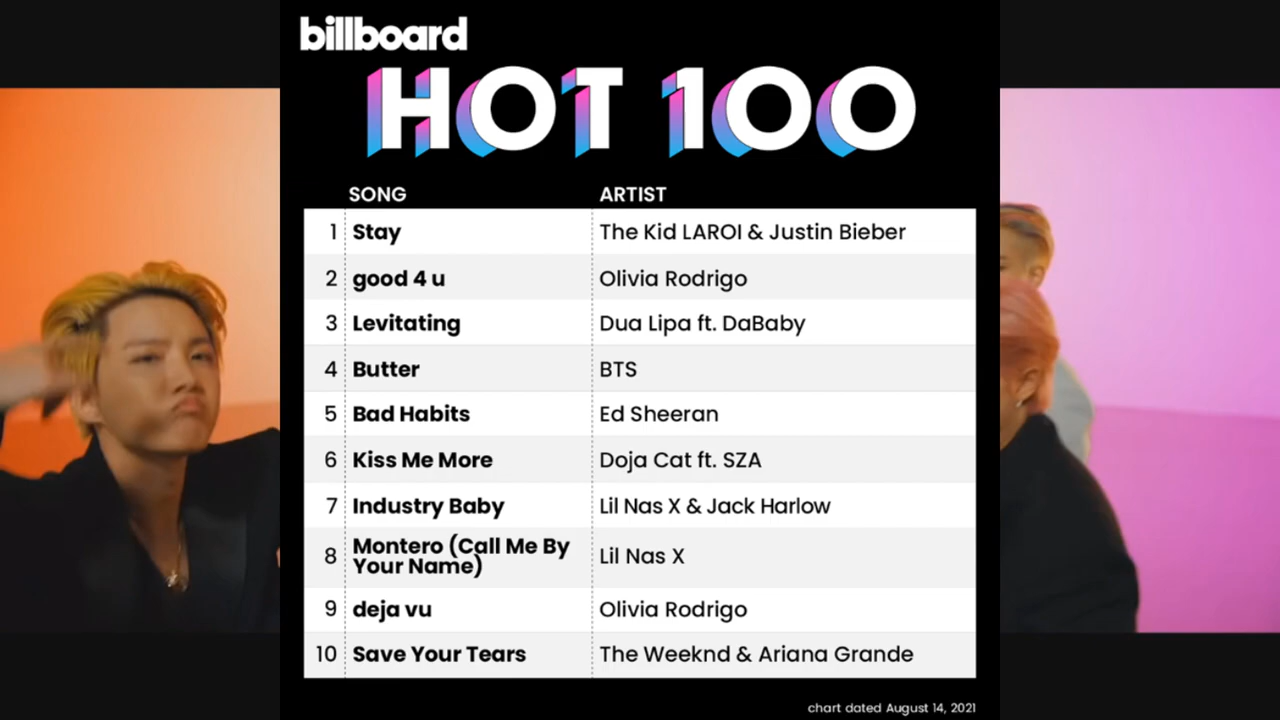 billboard
HOT 100
SONG ARTIST
1 Stay The Kid LAROI & Justin Bieber
2 good 4 u Olivia Rodrigo
3 Levitating Dua Lipa ft. DaBaby
4 Butter BTS
5 Bad Habits Ed Sheeran
6 Kiss Me More Doja Cat ft. SZA
7 Industry Baby Lil Nas X & Jack Harlow
8 Montero (Call Me By
Your Name) Lil Nas X
9 deja vu Olivia Rodrigo
10 Save Your Tears The Weeknd & Ariana Grande
chart dated August 14, 2021